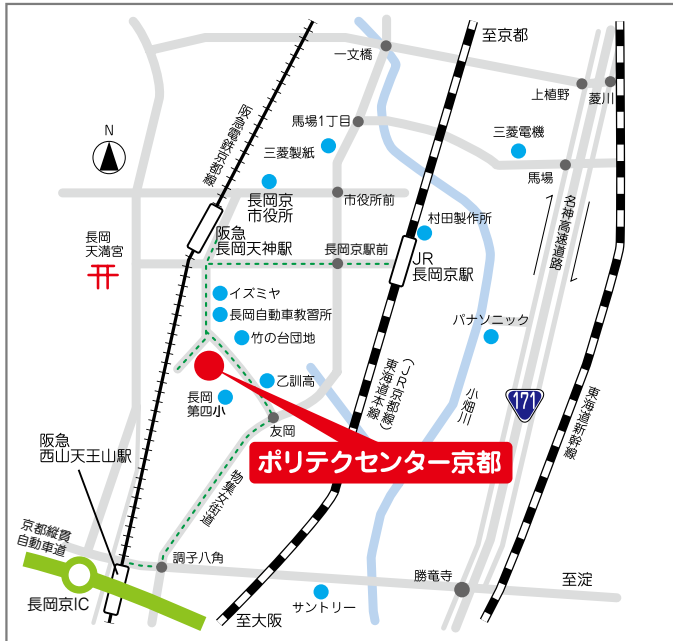 至京都
一文橋
上植野
菱川
馬場1丁目
三菱電機
三菱製紙
馬場
阪急電鉄京都線
N
長岡京
市役所
市役所前
名神高速道路
村田製作所
長岡
天満宮
阪急
長岡天神駅
長岡京駅前
JR
長岡京駅
イズミヤ
長岡自動車教習所
パナソニック
竹の台団地
乙訓高
長岡
第四小
東海道本線
(JR京都線)
小畑川
171
東海道新幹線
友岡
阪急
西山天王山駅
ポリテクセンター京都
物集女街道
京都縦貫
自動車道
調子八角
勝竜寺
至淀
長岡京IC
至大阪
サントリー